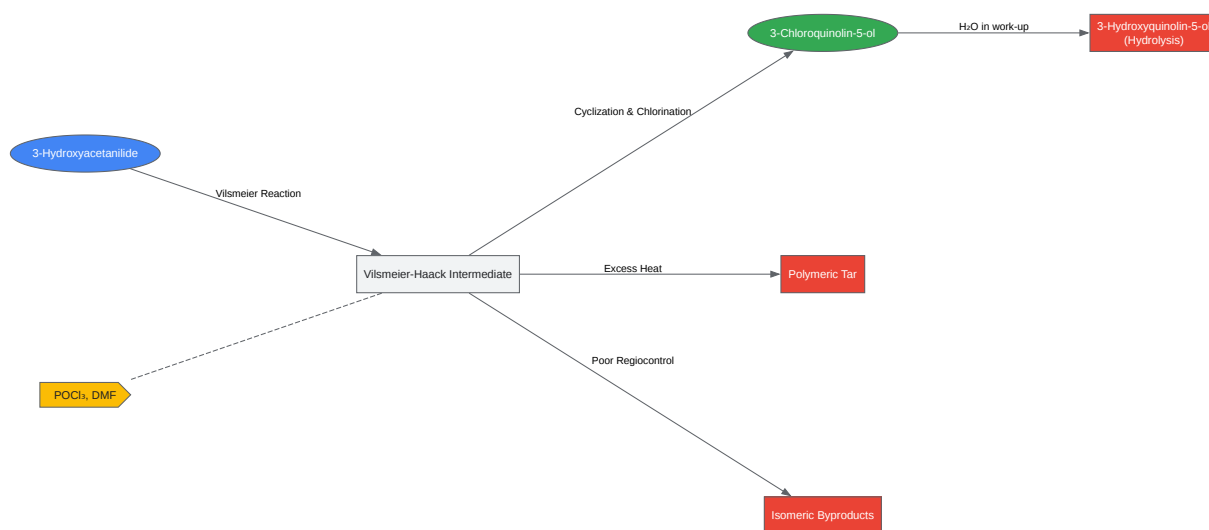 3-Chloroquinolin-5-ol
H₂O in work-up
3-Hydroxyquinolin-5-ol
(Hydrolysis)
Cyclization & Chlorination
3-Hydroxyacetanilide
Vilsmeier Reaction
Vilsmeier-Haack Intermediate
Excess Heat
Polymeric Tar
Poor Regiocontrol
POCl₃, DMF
Isomeric Byproducts